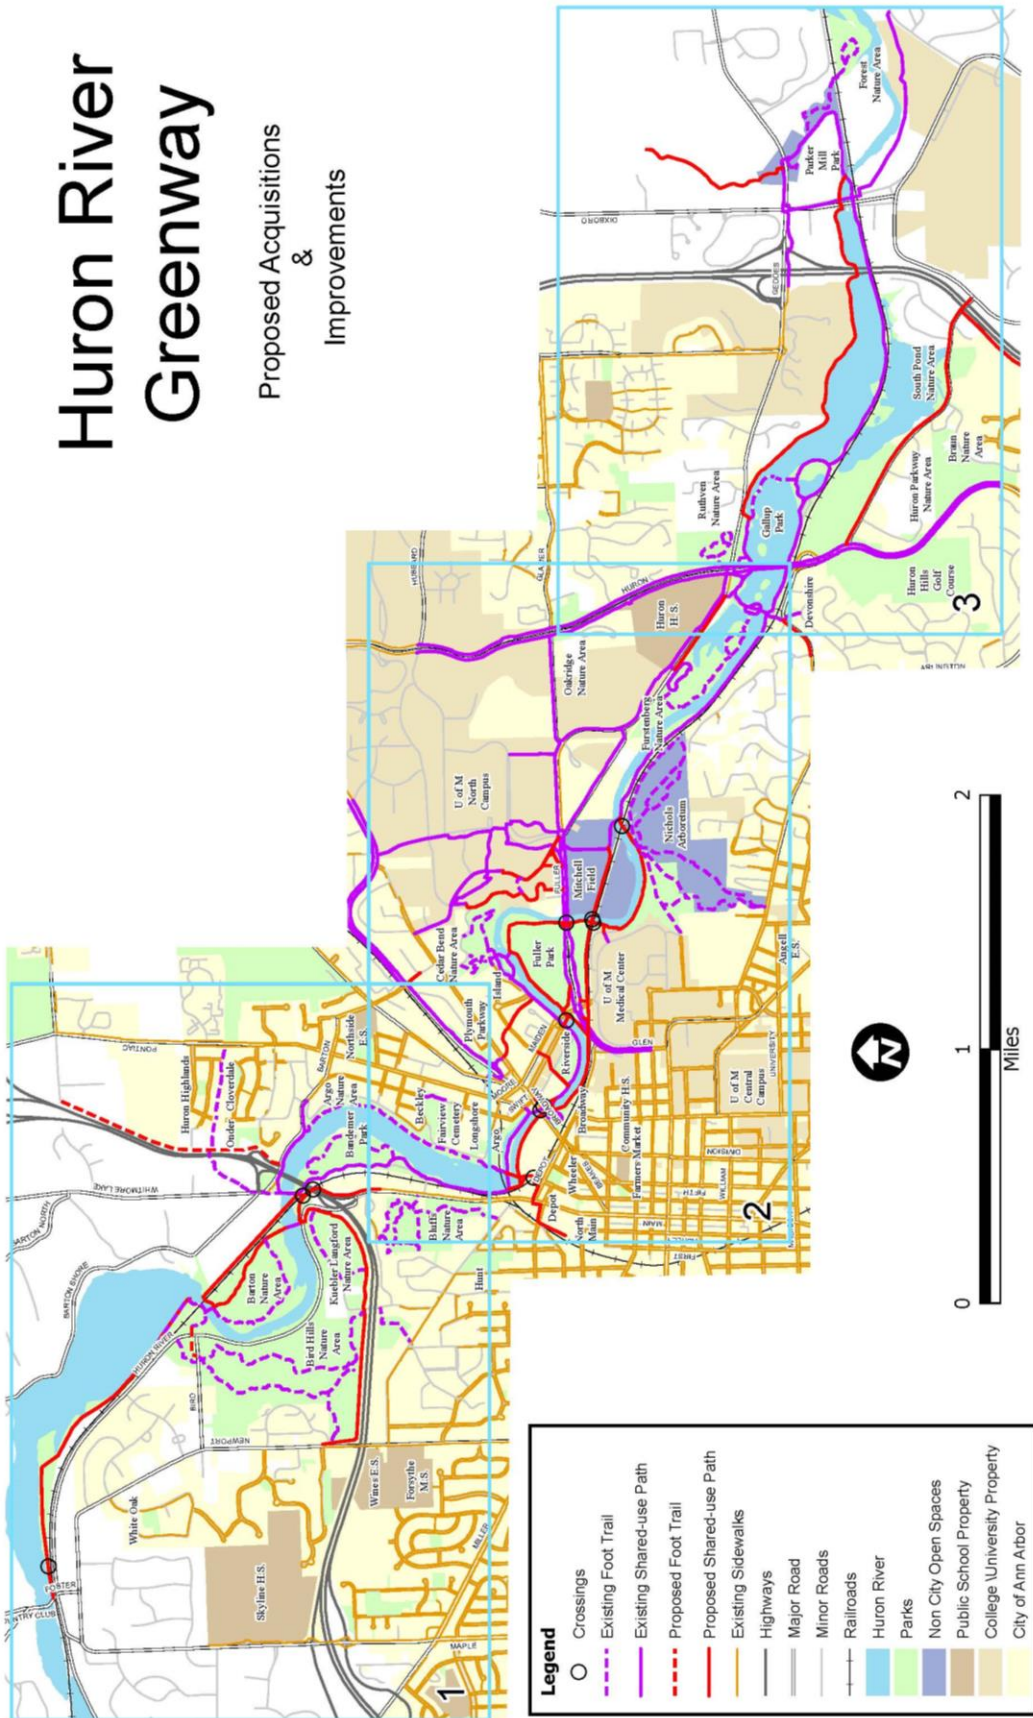 Huron River
Greenway
Proposed Acquisitions
&
Improvements
1
FOSTER
Skyline H.S.
White Oak
NEWPORT
BIRD
HURON RIVER
MAPLE
MILLER
Wines E.S.
Forsythe
M.S.
Bird Hills
Nature
Area
Barton
Nature
Area
Kuebler Langford
Nature Area
BARTON SHORE
BARTON NORTH
WHITMORE LAKE
Huron Highlands
Onder
Cloverdale
PONTIAC
BARTON
Northside
E.S.
Argo
Nature
Area
Bandemer
Park
Beckley
Fairview
Cemetery
Longshore
Argo
Bluffs
Nature
Area
Hunt
2
North
Main
Depot
DEPOT
Wheeler
BEAKES
Broadway
BROADWAY
SWIFT
MOORE
MAIDEN
Riverside
Island
Plymouth
Parkway
Cedar Bend
Nature Area
Fuller
Park
FULLER
Mitchell
Field
U of M
Medical Center
GLEN
Community H.S.
Farmers Market
DIVISION
FIFTH
WILLIAM
MAIN
FIRST
U of M
Central
Campus
UNIVERSITY
Angell
E.S.
Nichols
Arboretum
U of M
North
Campus
Furstenberg
Nature Area
Oakridge
Nature Area
Huron
H.S.
HURON
HUBBARD
GLAZIER
3
Devonshire
Huron
Hills
Golf
Course
Huron Parkway
Nature Area
Braun
Nature
Area
South Pond
Nature Area
Gallup
Park
Ruthven
Nature Area
GEDDES
DIXBORO
Parker
Mill
Park
Forest
Nature Area
N
0
1
2
Miles
Legend
Crossings
Existing Foot Trail
Existing Shared-use Path
Proposed Foot Trail
Proposed Shared-use Path
Existing Sidewalks
Highways
Major Road
Minor Roads
Railroads
Huron River
Parks
Non City Open Spaces
Public School Property
College \University Property
City of Ann Arbor